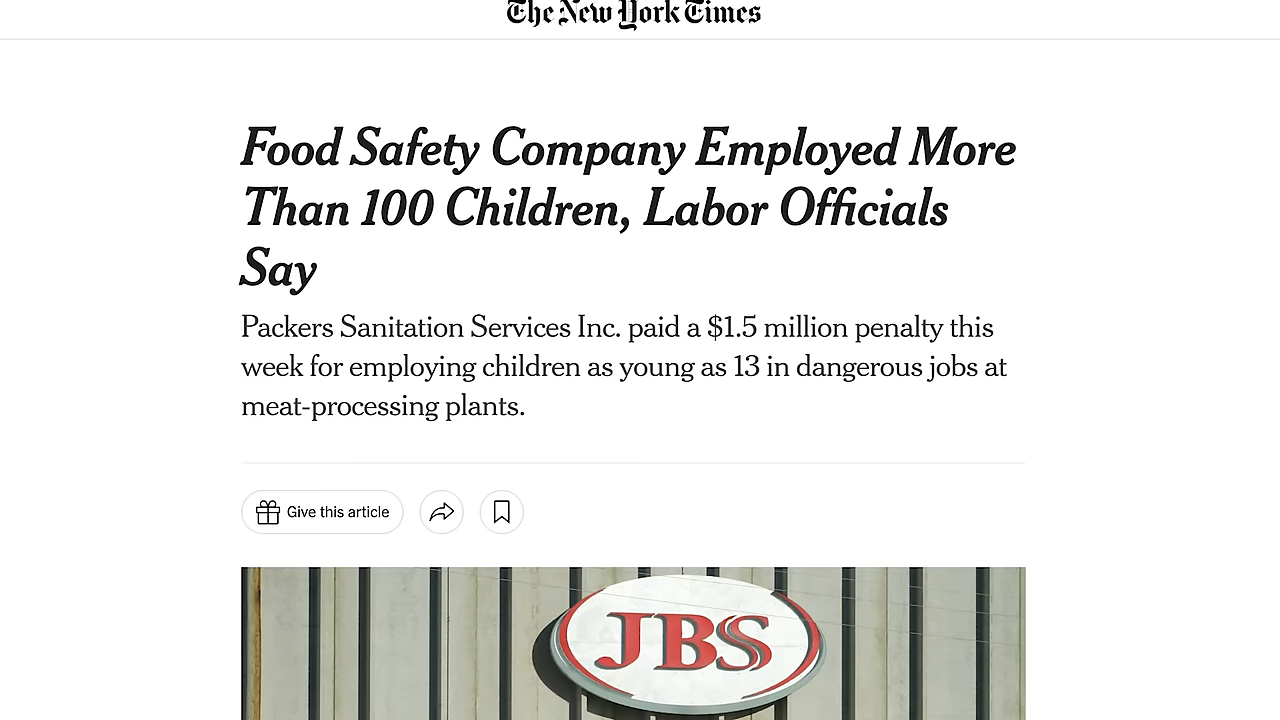 The New York Times
Food Safety Company Employed More
Than 100 Children, Labor Officials
Say
Packers Sanitation Services Inc. paid a $1.5 million penalty this
week for employing children as young as 13 in dangerous jobs at
meat-processing plants.
Give this article
JBS